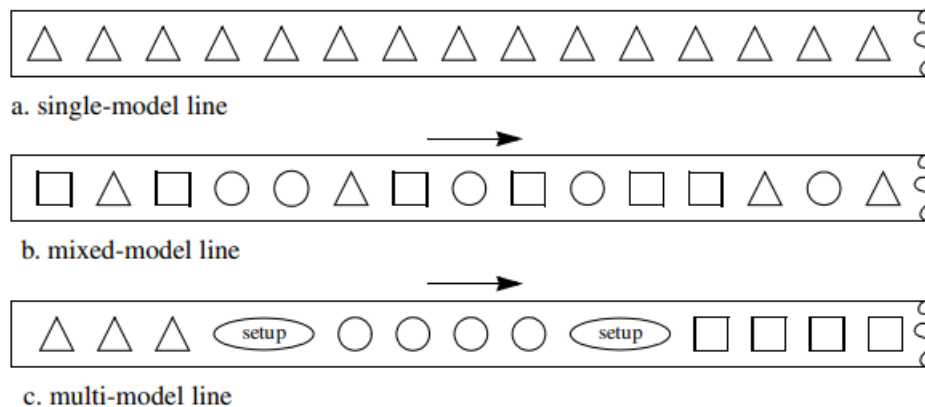 a. single-model line
b. mixed-model line
setup setup
c. multi-model line